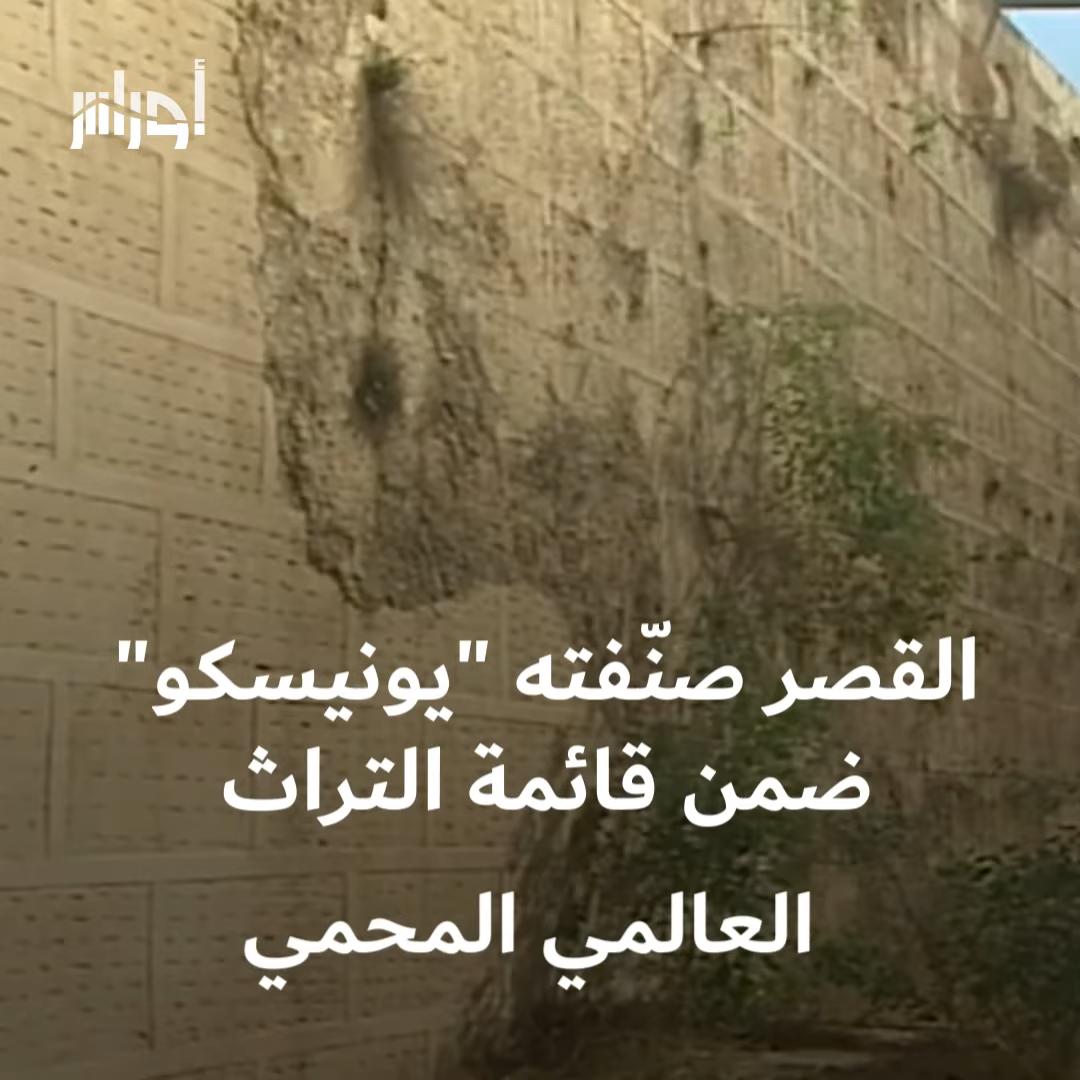 أوراس
القصر صنّفته "يونيسكو"
ضمن قائمة التراث
العالمي المحمي